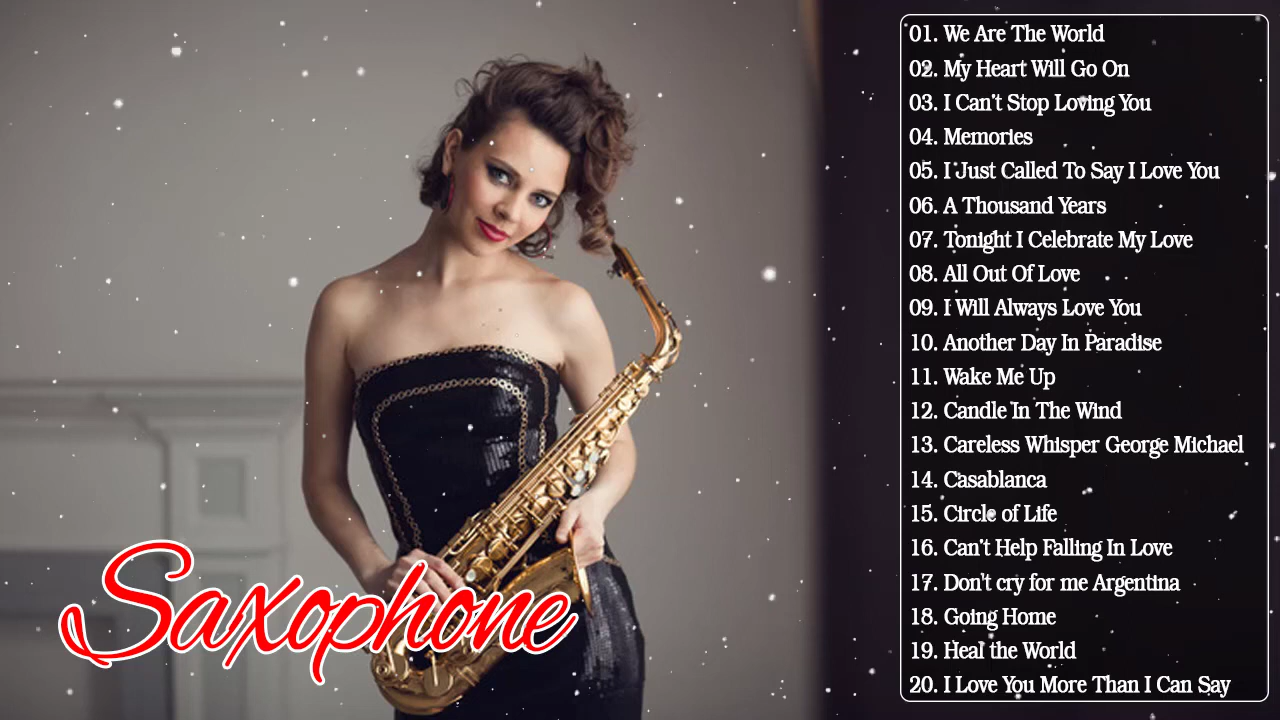 01. We Are The World
02. My Heart Will Go On
03. I Can't Stop Loving You
04. Memories
05. I Just Called To Say I Love You
06. A Thousand Years
07. Tonight I Celebrate My Love
08. All Out Of Love
09. I Will Always Love You
10. Another Day In Paradise
11. Wake Me Up
12. Candle In The Wind
13. Careless Whisper George Michael
14. Casablanca
15. Circle of Life
16. Can't Help Falling In Love
17. Don't cry for me Argentina
18. Going Home
19. Heal the World
20. I Love You More Than I Can Say
Saxophone